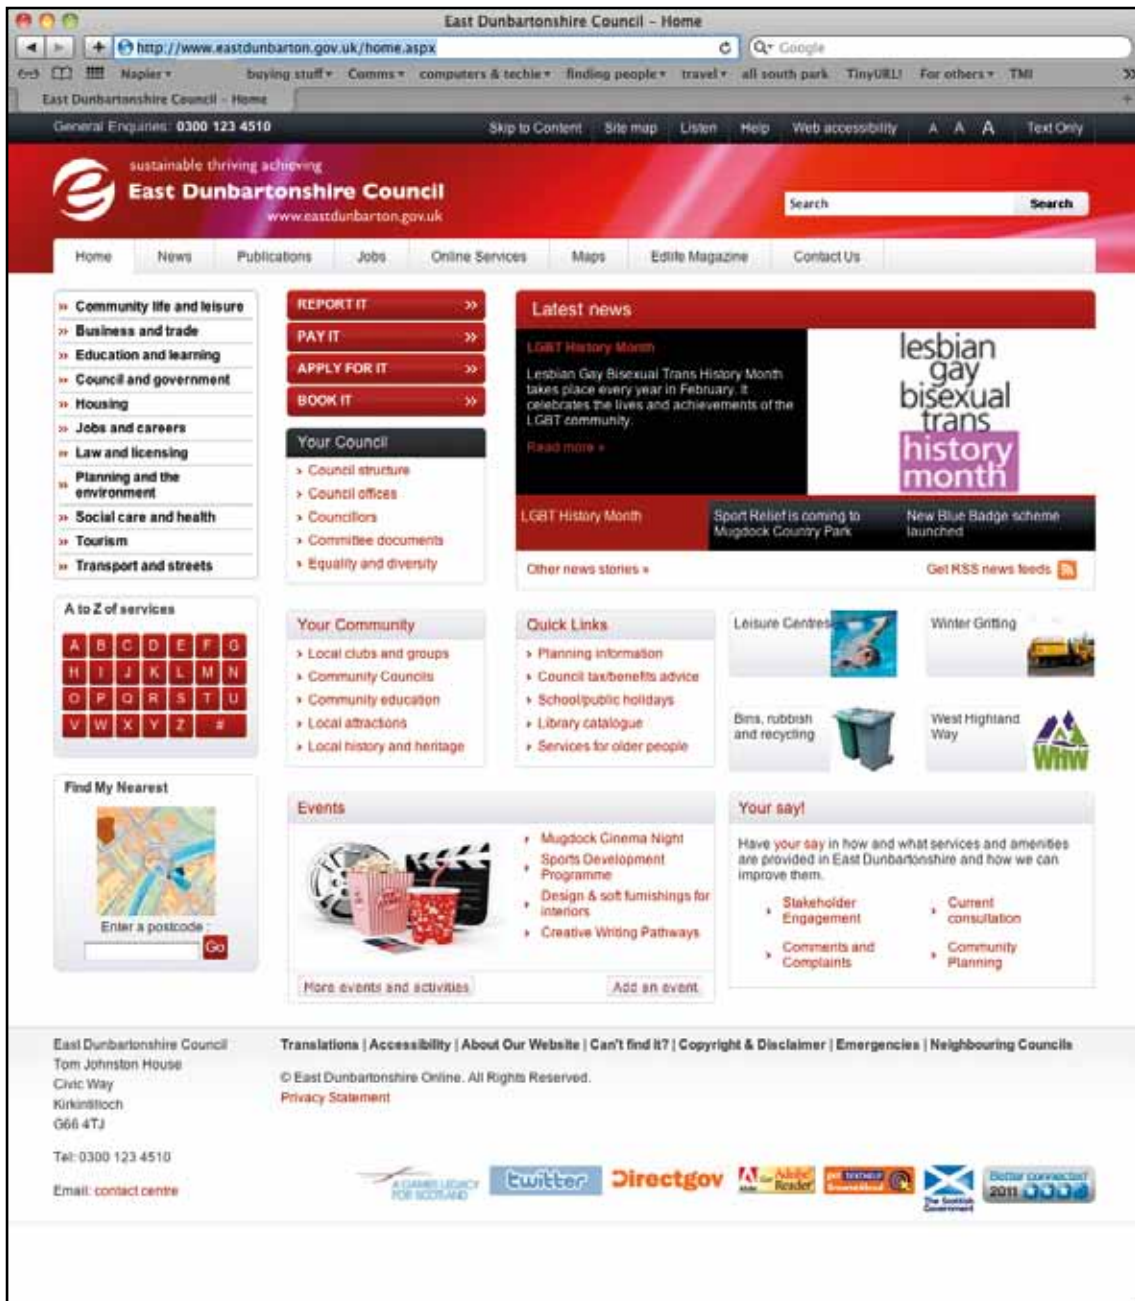 East Dunbartonshire Council – Home
http://www.eastdunbarton.gov.uk/home.aspx
Google
Napier
buying stuff
Comms
computers & techie
finding people
travel
all south park
TinyURL!
For others
TMI
East Dunbartonshire Council – Home
General Enquiries: 0300 123 4510
Skip to Content
Site map
Listen
Help
Web accessibility
A A A
Text Only
sustainable thriving achieving
East Dunbartonshire Council
www.eastdunbarton.gov.uk
Search
Search
Home
News
Publications
Jobs
Online Services
Maps
Edlife Magazine
Contact Us
Community life and leisure
Business and trade
Education and learning
Council and government
Housing
Jobs and careers
Law and licensing
Planning and the
environment
Social care and health
Tourism
Transport and streets
REPORT IT
PAY IT
APPLY FOR IT
BOOK IT
Your Council
Council structure
Council offices
Councillors
Committee documents
Equality and diversity
Latest news
LGBT History Month
Lesbian Gay Bisexual Trans History Month
takes place every year in February. It
celebrates the lives and achievements of the
LGBT community.
Read more »
lesbian
gay
bisexual
trans
history
month
LGBT History Month
Sport Relief is coming to
Mugdock Country Park
New Blue Badge scheme
launched
Other news stories »
Get RSS news feeds
A to Z of services
A B C D E F G
H I J K L M N
O P Q R S T U
V W X Y Z #
Your Community
Local clubs and groups
Community Councils
Community education
Local attractions
Local history and heritage
Quick Links
Planning information
Council tax/benefits advice
School/public holidays
Library catalogue
Services for older people
Leisure Centres
Winter Gritting
Bins, rubbish
and recycling
West Highland
Way
WHW
Find My Nearest
Enter a postcode :
Go
Events
Mugdock Cinema Night
Sports Development
Programme
Design & soft furnishings for
interiors
Creative Writing Pathways
More events and activities
Add an event
Your say!
Have your say in how and what services and amenities
are provided in East Dunbartonshire and how we can
improve them.
Stakeholder
Engagement
Current
consultation
Comments and
Complaints
Community
Planning
East Dunbartonshire Council
Tom Johnston House
Civic Way
Kirkintilloch
G66 4TJ
Tel: 0300 123 4510
Email: contact centre
Translations | Accessibility | About Our Website | Can't find it? | Copyright & Disclaimer | Emergencies | Neighbouring Councils
© East Dunbartonshire Online. All Rights Reserved.
Privacy Statement
A GAMES LEGACY
FOR SCOTLAND
twitter
Directgov
Get Adobe
Reader
The Scottish
Government
Better connected
2011